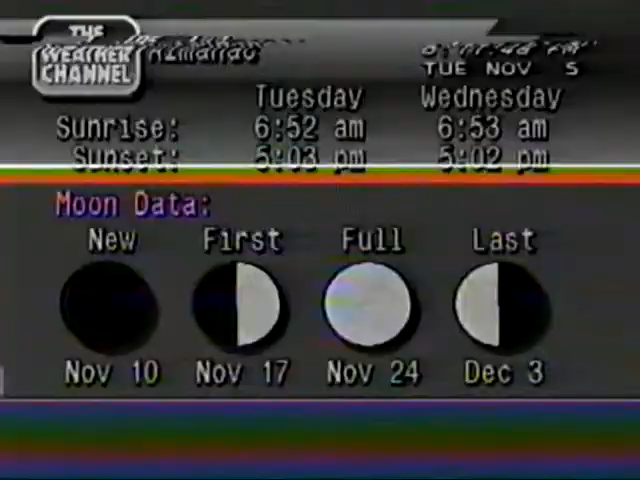 THE
WEATHER
CHANNEL
Almanac
TUE NOV 5
Tuesday Wednesday
Sunrise: 6:52 am 6:53 am
Sunset: 5:03 pm 5:02 pm
Moon Data:
New First Full Last
Nov 10 Nov 17 Nov 24 Dec 3